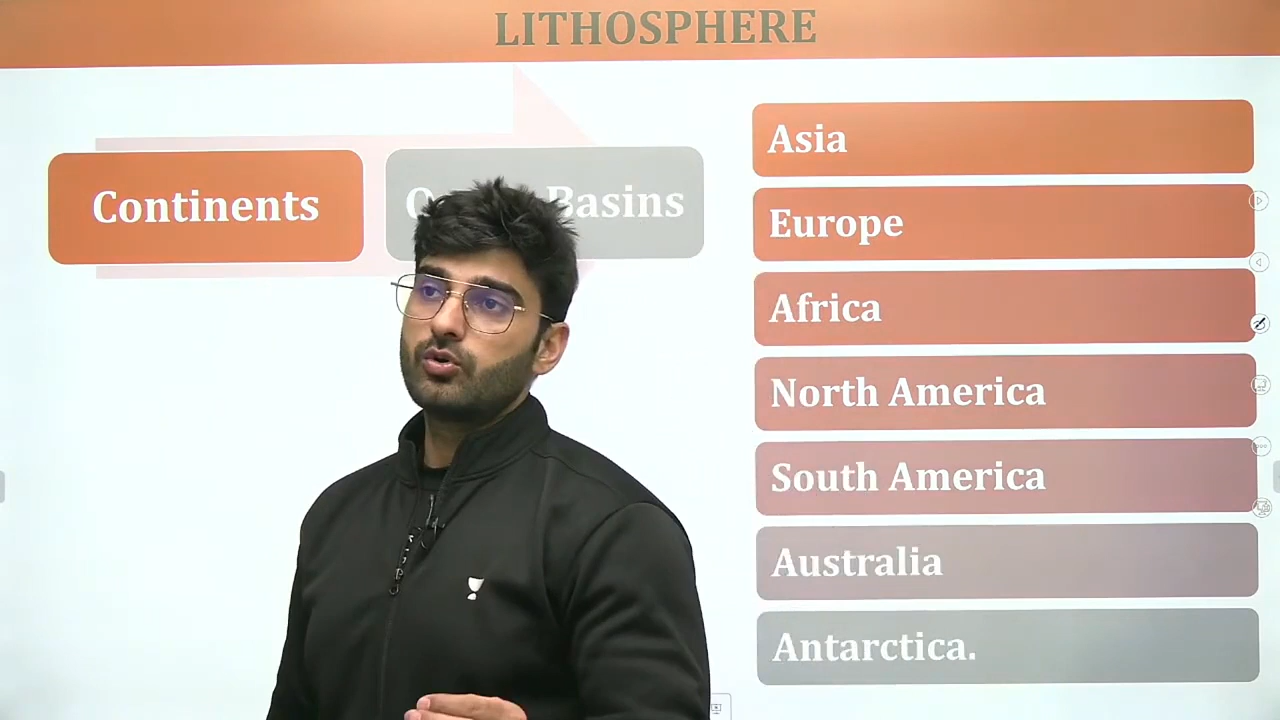 LITHOSPHERE
Continents
Basins
Asia
Europe
Africa
North America
South America
Australia
Antarctica.